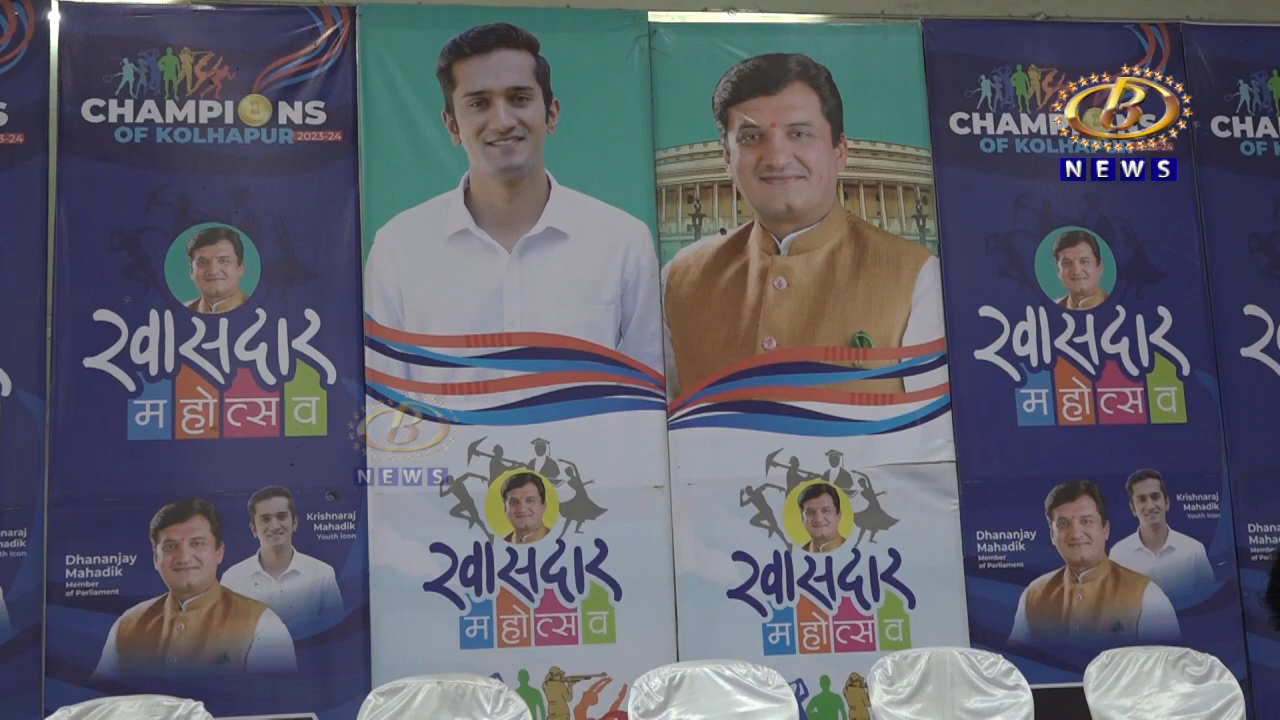 CHAMPIONS
OF KOLHAPUR 2023-24
खासदार
महोत्सव
Dhananjay
Mahadik
Member
of Parliament
Krishnaraj
Mahadik
Youth Icon
B
NEWS
खासदार
महोत्सव
खासदार
महोत्सव
CHAMPIONS
OF
B
NEWS
खासदार
महोत्सव
Dhananjay
Mahadik
Member
of Parliament
Krishnaraj
Mahadik
Youth Icon